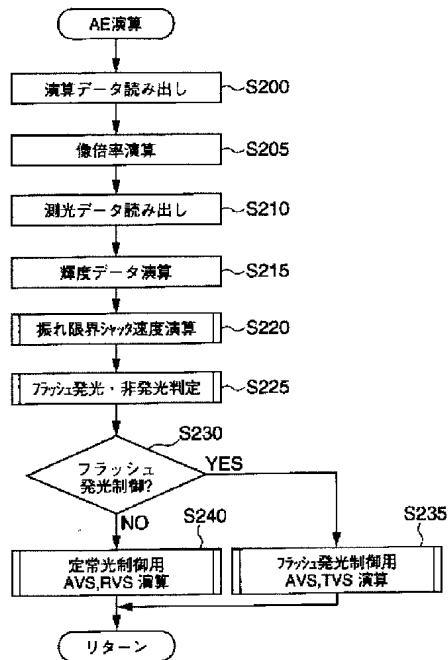 AE演算
演算データ読み出し
S200
像倍率演算
S205
測光データ読み出し
S210
輝度データ演算
S215
振れ限界シャッタ速度演算
S220
フラッシュ発光・非発光判定
S225
S230
フラッシュ
発光制御?
YES
NO
S240
定常光制御用
AVS,RVS 演算
S235
フラッシュ発光制御用
AVS,TVS 演算
リターン